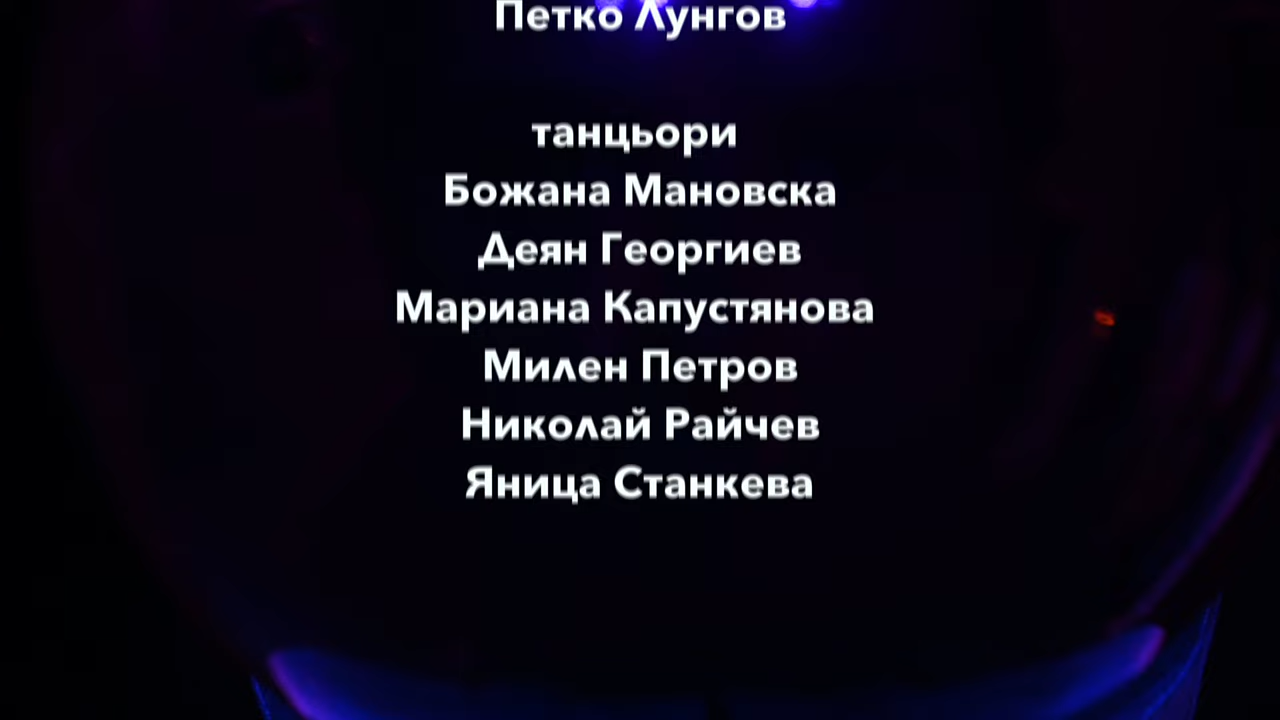 Петко Лунгов
танцьори
Божана Мановска
Деян Георгиев
Мариана Капустянова
Милен Петров
Николай Райчев
Яница Станкева